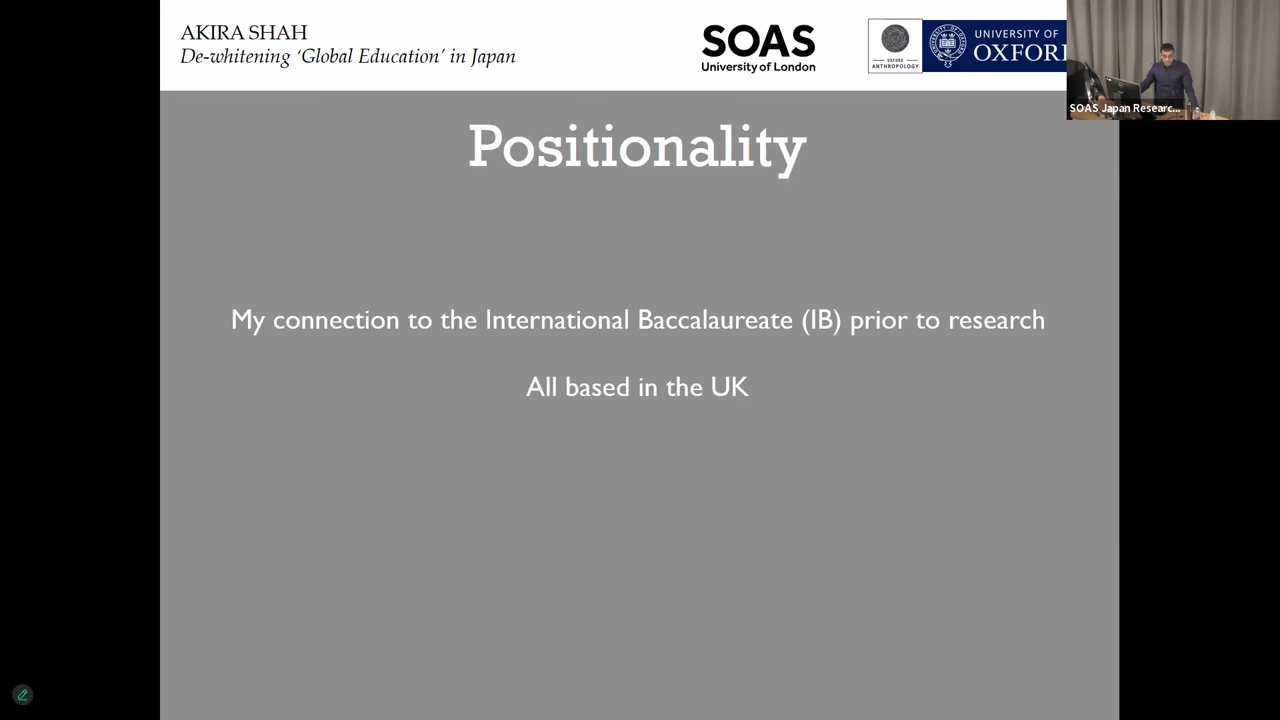 AKIRA SHAH
De-whitening ‘Global Education’ in Japan
SOAS
University of London
OXFORD
ANTHROPOLOGY
UNIVERSITY OF
OXFORD
SOAS Japan Researc...
Positionality
My connection to the International Baccalaureate (IB) prior to research
All based in the UK